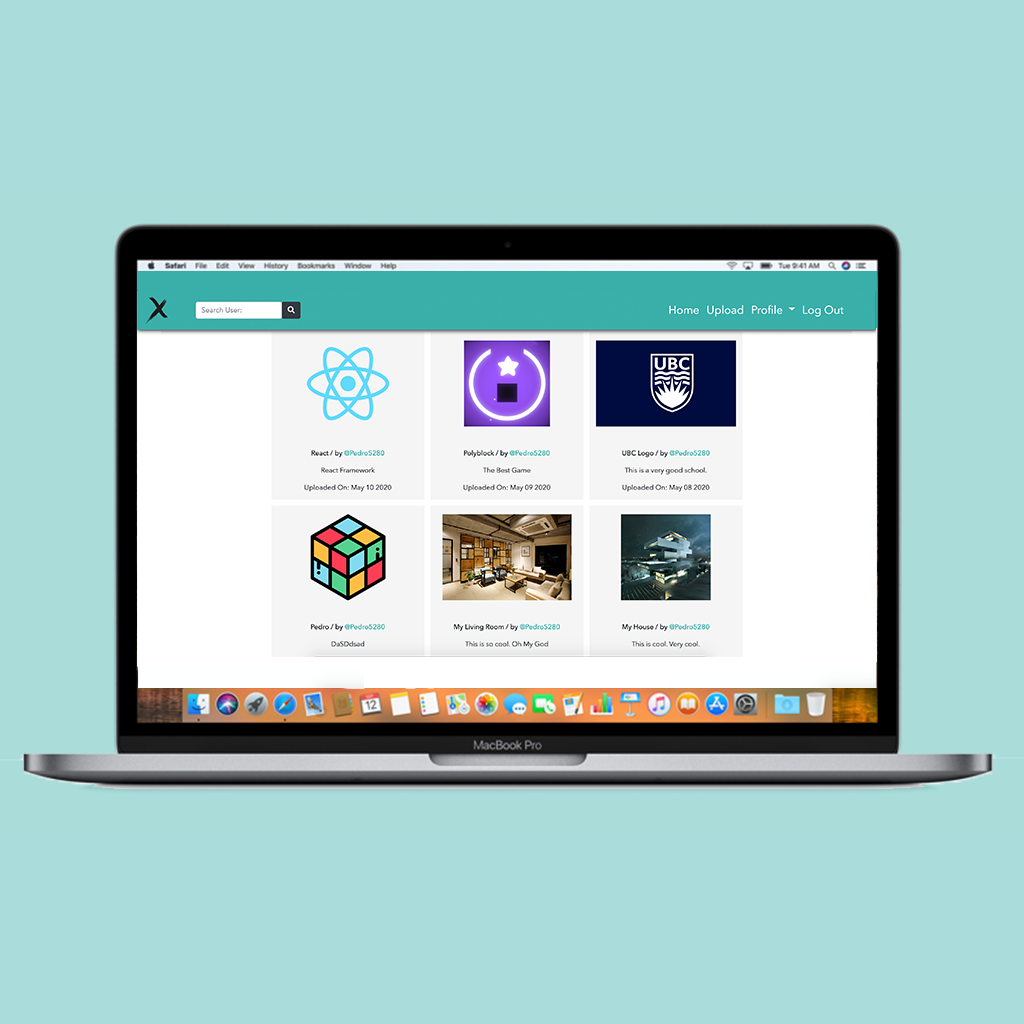 Safari File Edit View History Bookmarks Window Help
Tue 9:41 AM
Search User:
Home Upload Profile Log Out
UBC
React / by @Pedro5280
Polyblock / by @Pedro5280
UBC Logo / by @Pedro5280
React Framework
The Best Game
This is a very good school.
Uploaded On: May 10 2020
Uploaded On: May 09 2020
Uploaded On: May 08 2020
Pedro / by @Pedro5280
My Living Room / by @Pedro5280
My House / by @Pedro5280
DaSDdsad
This is so cool. Oh My God
This is cool. Very cool.
12
MacBook Pro